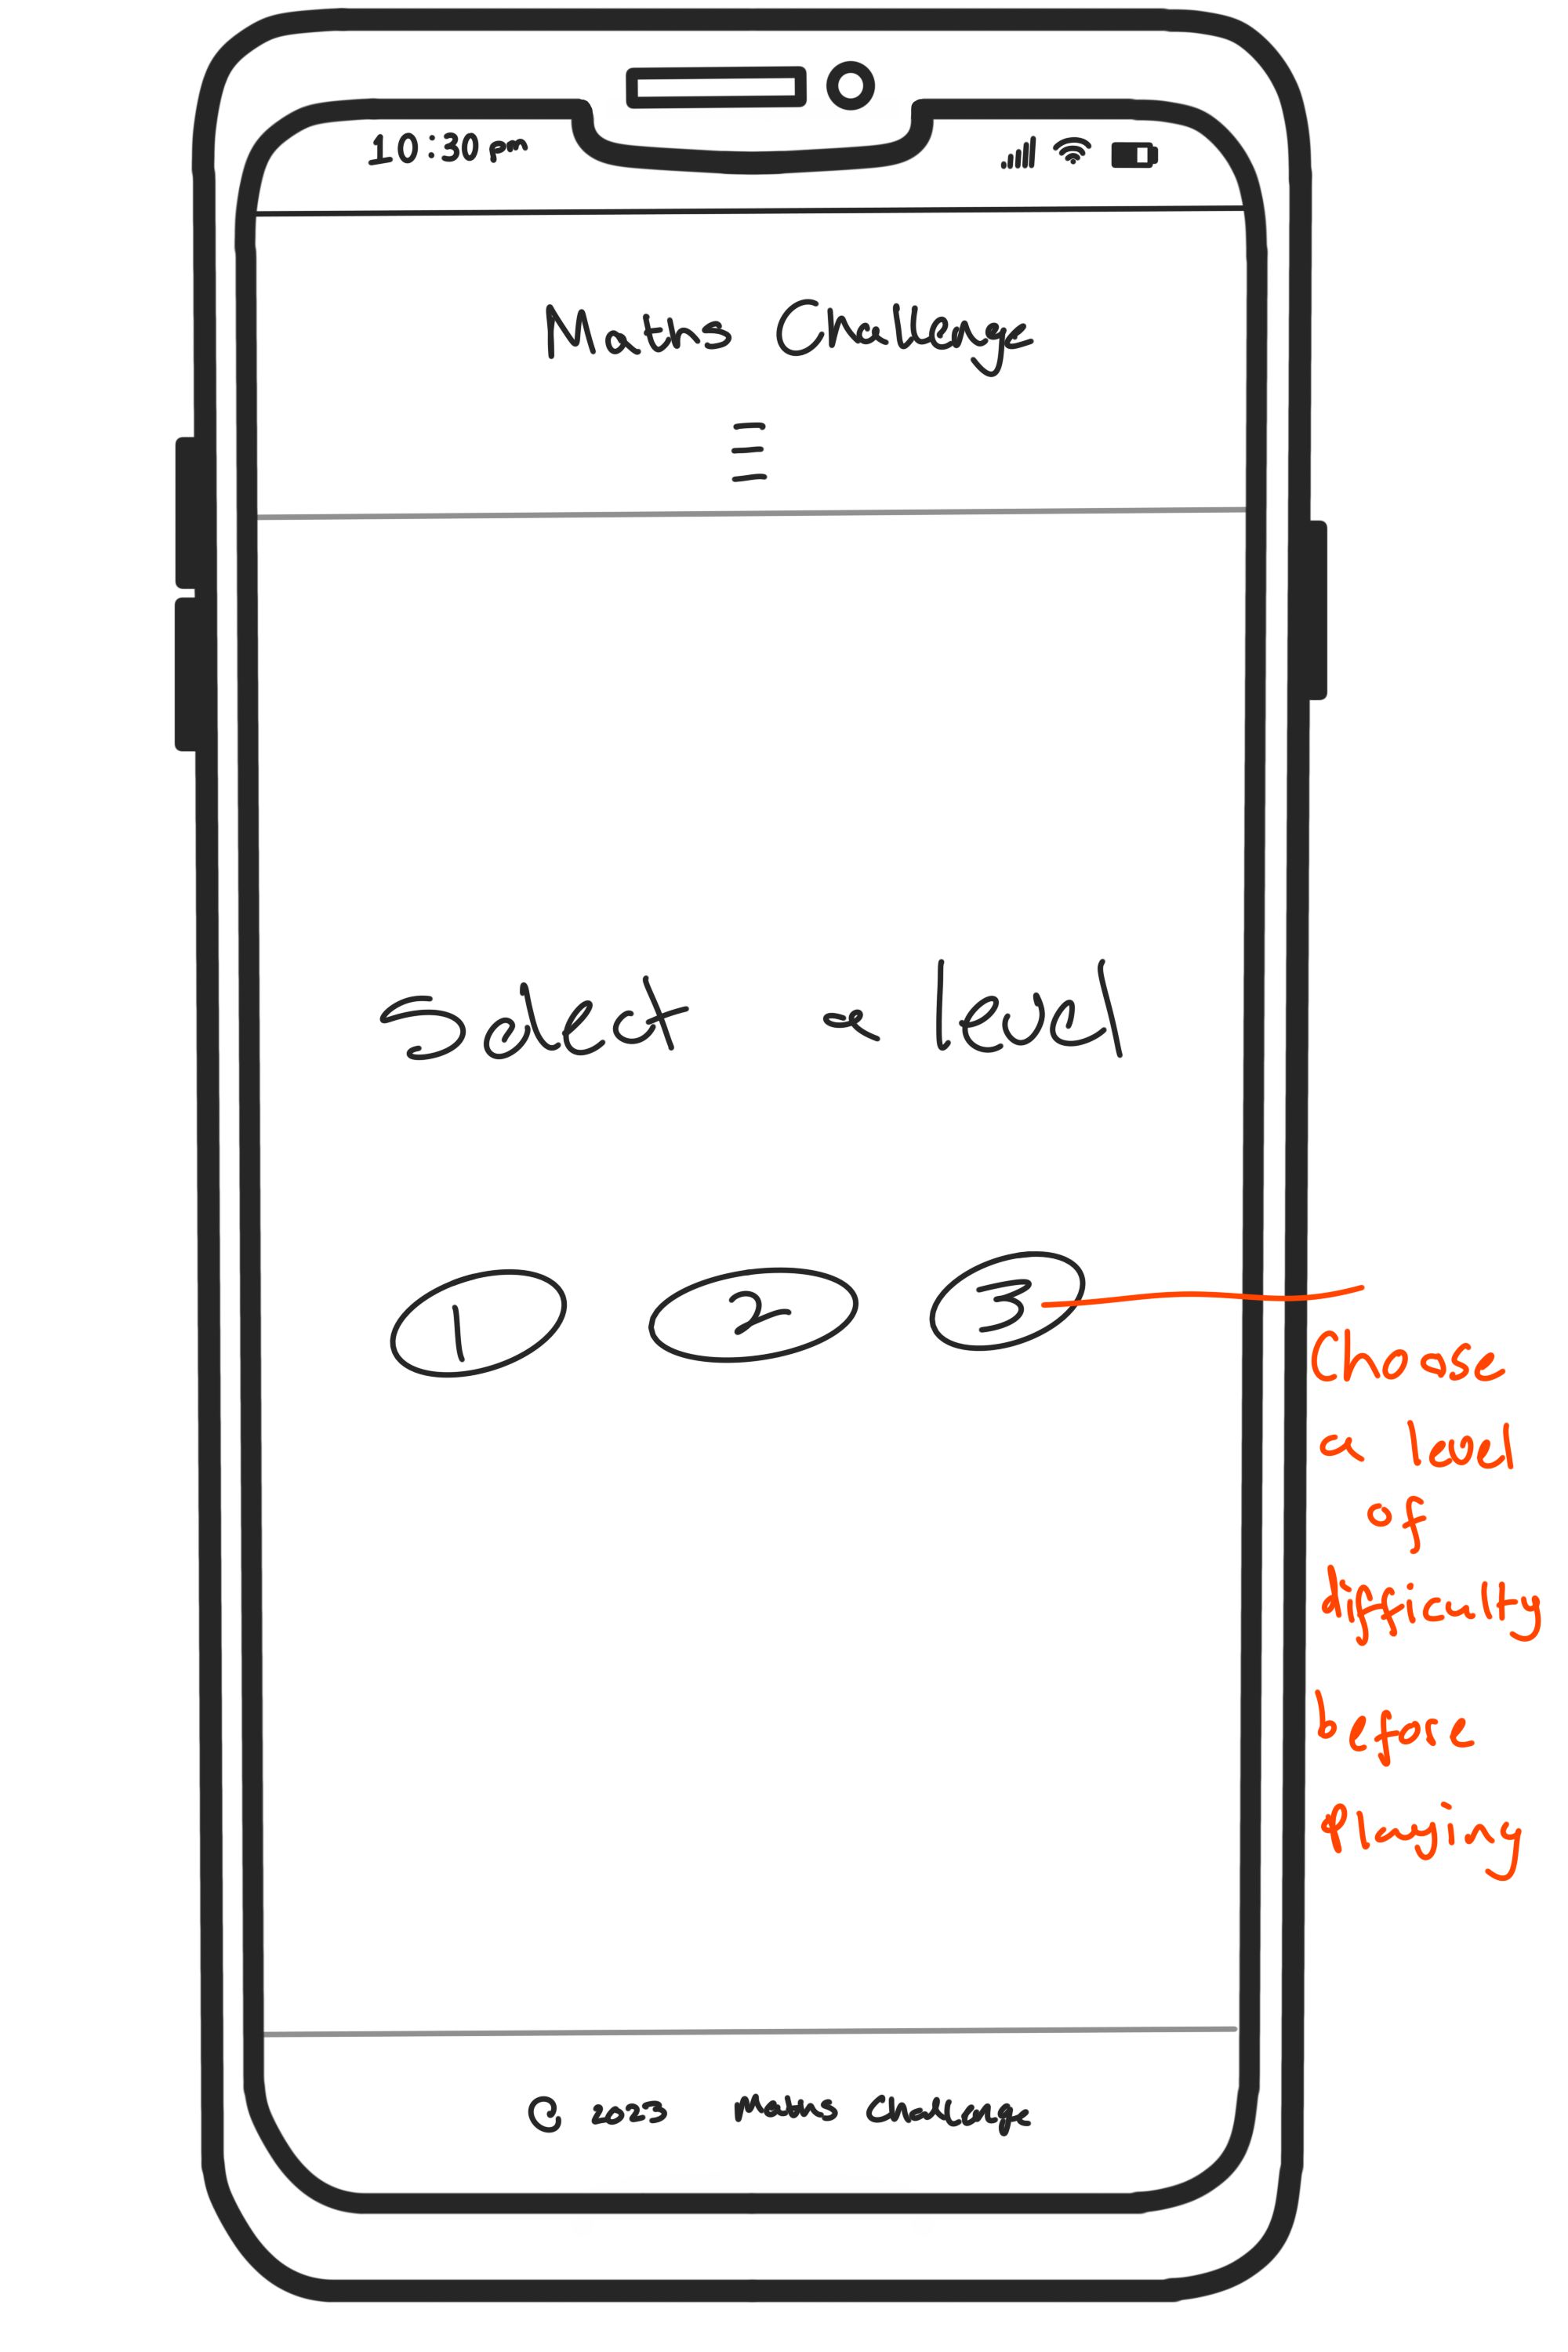 10:30 pm
Maths Challenge
Select a level
1 2 3
Choose
a level
of
difficulty
before
Playing
@ 2023 Maths Challenge